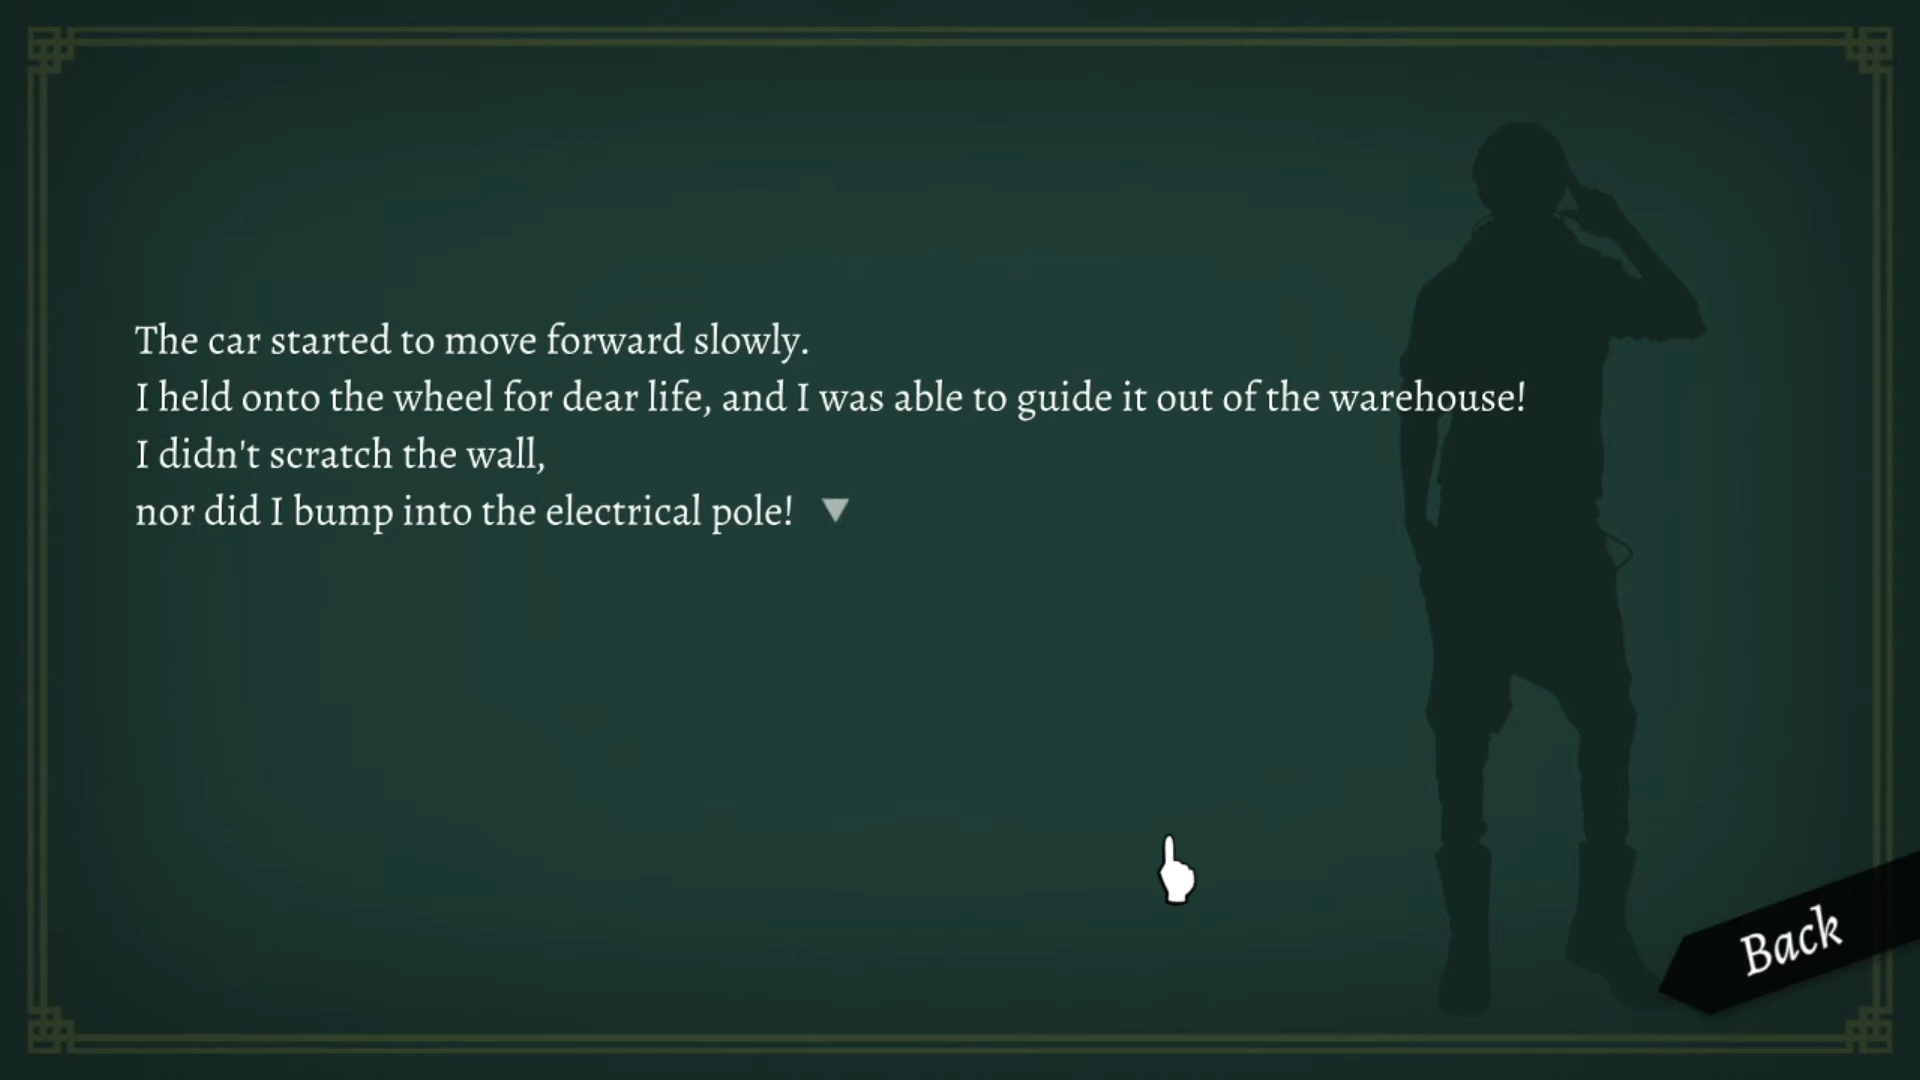 The car started to move forward slowly.
I held onto the wheel for dear life, and I was able to guide it out of the warehouse!
I didn't scratch the wall,
nor did I bump into the electrical pole!
Back